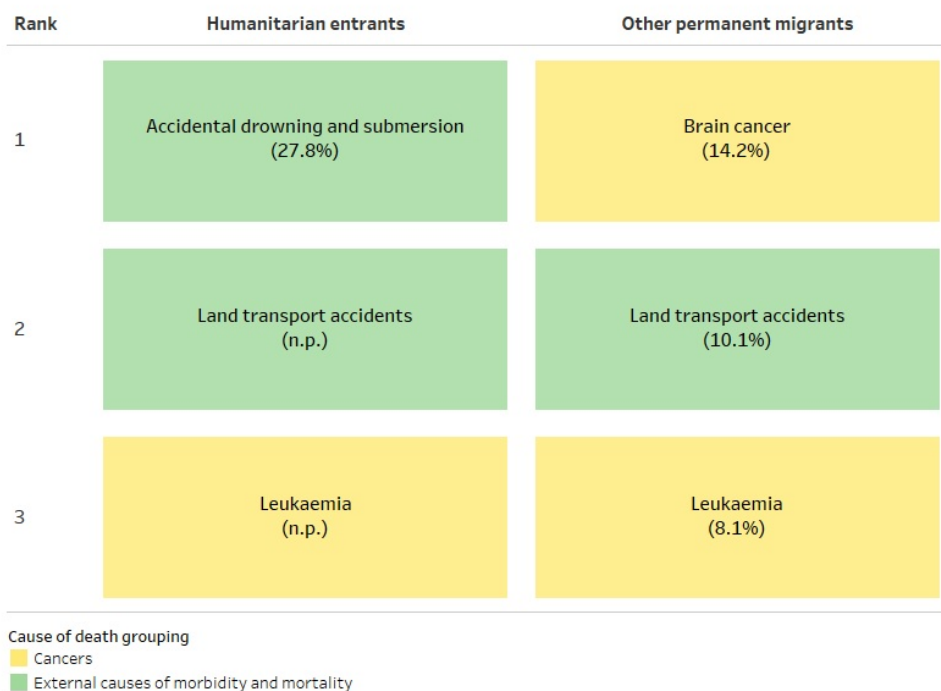 Rank Humanitarian entrants Other permanent migrants
1
Accidental drowning and submersion
(27.8%)
Brain cancer
(14.2%)
2
Land transport accidents
(n.p.)
Land transport accidents
(10.1%)
3
Leukaemia
(n.p.)
Leukaemia
(8.1%)
Cause of death grouping
Cancers
External causes of morbidity and mortality